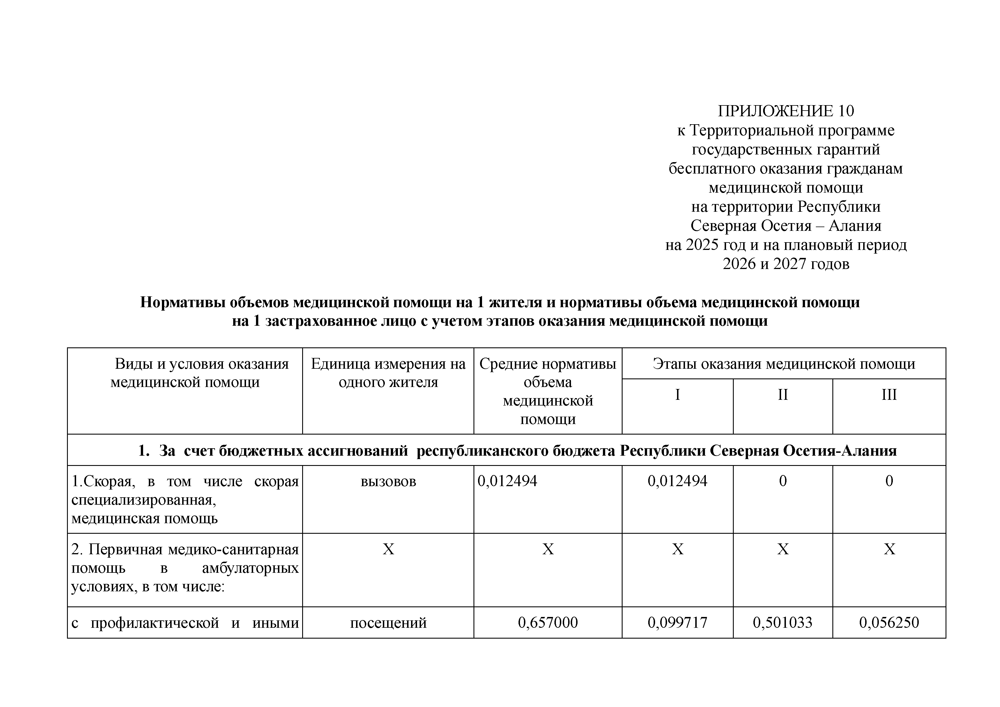 ПРИЛОЖЕНИЕ 10
к Территориальной программе
государственных гарантий
бесплатного оказания гражданам
медицинской помощи
на территории Республики
Северная Осетия – Алания
на 2025 год и на плановый период
2026 и 2027 годов
Нормативы объемов медицинской помощи на 1 жителя и нормативы объема медицинской помощи
на 1 застрахованное лицо с учетом этапов оказания медицинской помощи
Виды и условия оказания
медицинской помощи
Единица измерения на
одного жителя
Средние нормативы
объема
медицинской
помощи
Этапы оказания медицинской помощи
I II III
1. За счет бюджетных ассигнований республиканского бюджета Республики Северная Осетия-Алания
1.Скорая, в том числе скорая
специализированная,
медицинская помощь
вызовов 0,012494 0,012494 0 0
2. Первичная медико-санитарная
помощь в амбулаторных
условиях, в том числе:
X X X X X
с профилактической и иными посещений 0,657000 0,099717 0,501033 0,056250